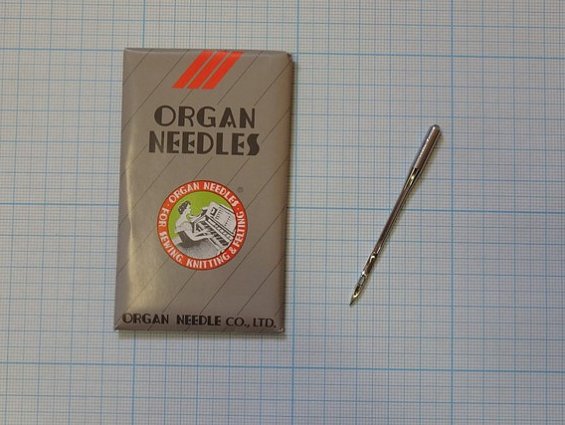 ORGAN
NEEDLES
ORGAN NEEDLES
FOR SEWING, KNITTING & FELTING
®
ORGAN NEEDLE CO., LTD.